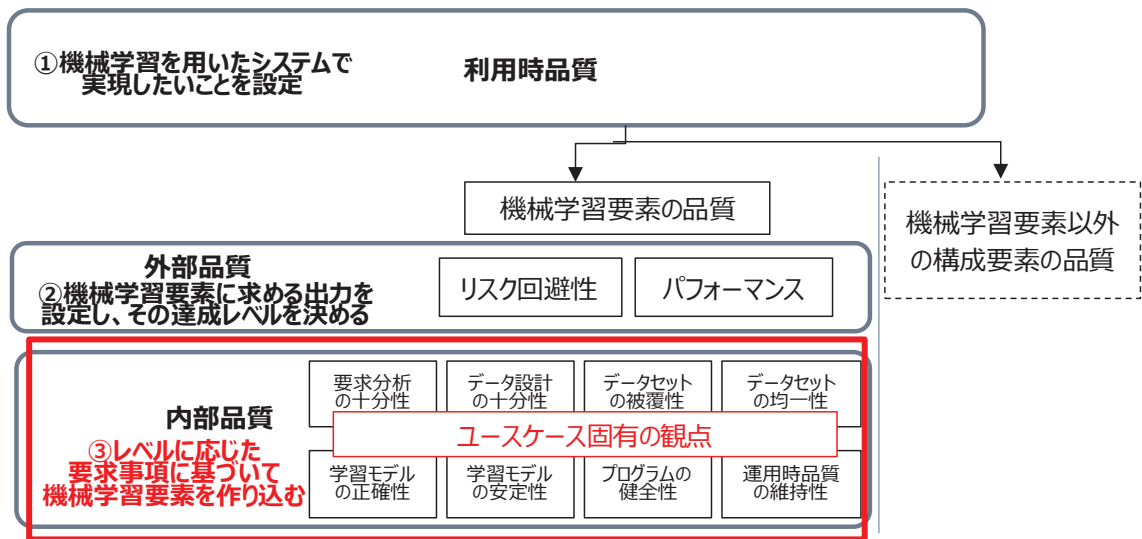 ①機械学習を用いたシステムで
実現したいことを設定
利用時品質
機械学習要素の品質
機械学習要素以外
の構成要素の品質
外部品質
②機械学習要素に求める出力を
設定し、その達成レベルを決める
リスク回避性
パフォーマンス
内部品質
③レベルに応じた
要求事項に基づいて
機械学習要素を作り込む
要求分析
の十分性
データ設計
の十分性
データセット
の被覆性
データセット
の均一性
ユースケース固有の観点
学習モデル
の正確性
学習モデル
の安定性
プログラムの
健全性
運用時品質
の維持性